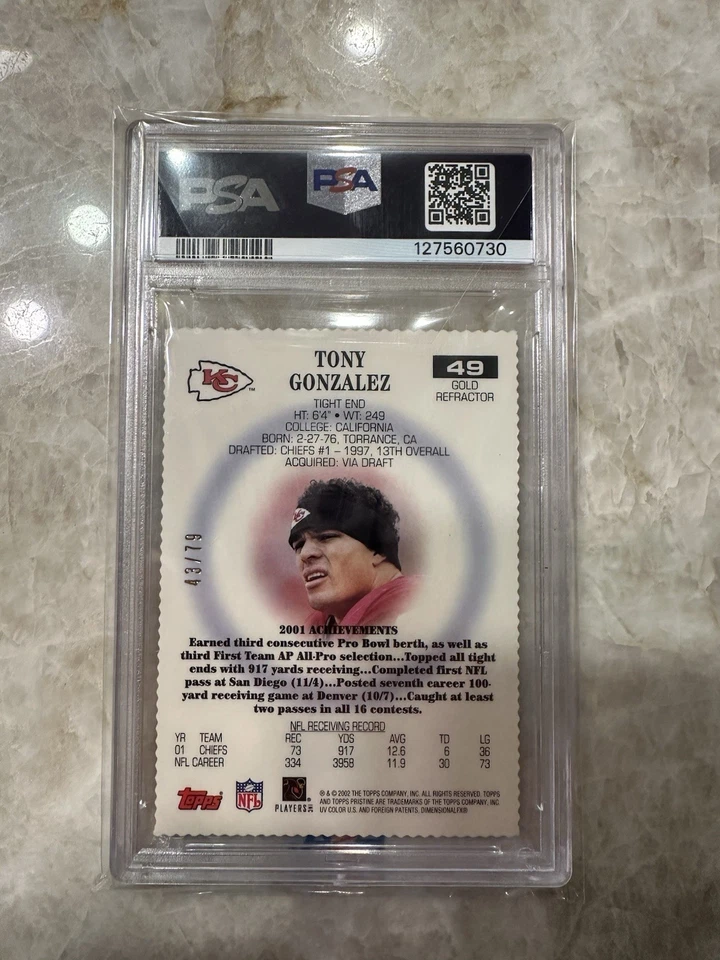 PSA PSA
127560730
TONY
GONZALEZ
49
GOLD
REFRACTOR
KC
TM
TIGHT END
HT: 6'4" • WT: 249
COLLEGE: CALIFORNIA
BORN: 2-27-76, TORRANCE, CA
DRAFTED: CHIEFS #1 – 1997, 13TH OVERALL
ACQUIRED: VIA DRAFT
KC
43/79
2001 ACHIEVEMENTS
Earned third consecutive Pro Bowl berth, as well as
third First Team AP All-Pro selection...Topped all tight
ends with 917 yards receiving...Completed first NFL
pass at San Diego (11/4)...Posted seventh career 100-
yard receiving game at Denver (10/7)...Caught at least
two passes in all 16 contests.
NFL RECEIVING RECORD
YR TEAM REC YDS AVG TD LG
01 CHIEFS 73 917 12.6 6 36
NFL CAREER 334 3958 11.9 30 73
Topps NFL PLAYERS INC
® & © 2002 THE TOPPS COMPANY, INC. ALL RIGHTS RESERVED. TOPPS
AND TOPPS PRISTINE ARE TRADEMARKS OF THE TOPPS COMPANY, INC.
UV COLOR U.S. AND FOREIGN PATENTS. DIMENSIONALFX®